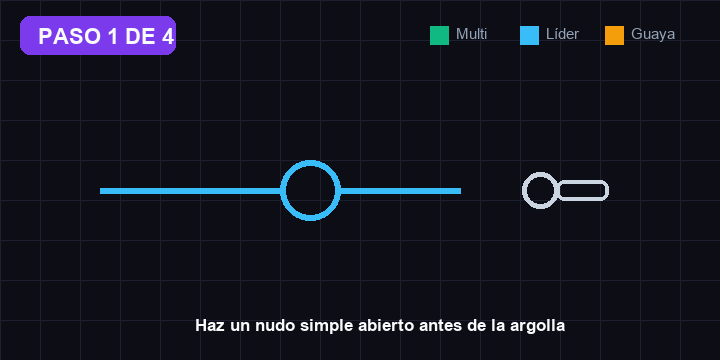 PASO 1 DE 4
Multi
Líder
Guaya
Haz un nudo simple abierto antes de la argolla